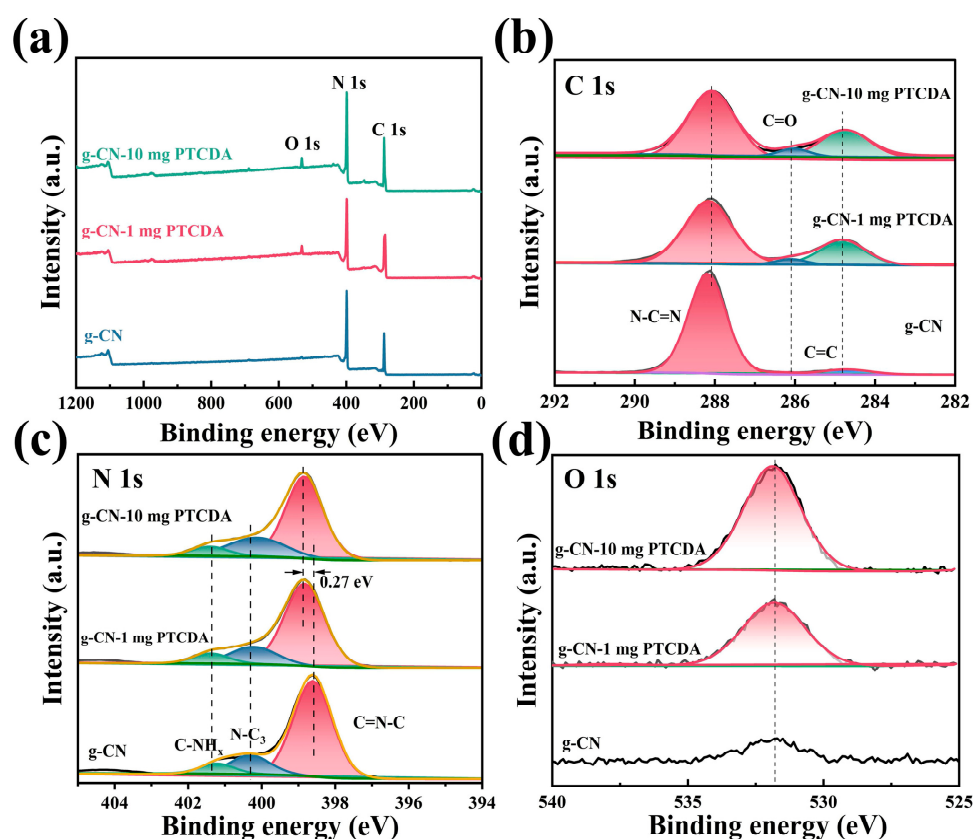 (a)
N 1s
C 1s
O 1s
g-CN-10 mg PTCDA
g-CN-1 mg PTCDA
g-CN
Intensity (a.u.)
1200 1000 800 600 400 200 0
Binding energy (eV)
(b)
C 1s
g-CN-10 mg PTCDA
C=O
g-CN-1 mg PTCDA
N-C=N
g-CN
C=C
Intensity (a.u.)
292 290 288 286 284 282
Binding energy (eV)
(c)
N 1s
g-CN-10 mg PTCDA
0.27 eV
g-CN-1 mg PTCDA
C=N-C
N-C₃
C-NHₓ
g-CN
Intensity (a.u.)
404 402 400 398 396 394
Binding energy (eV)
(d)
O 1s
g-CN-10 mg PTCDA
g-CN-1 mg PTCDA
g-CN
Intensity (a.u.)
540 535 530 525
Binding energy (eV)